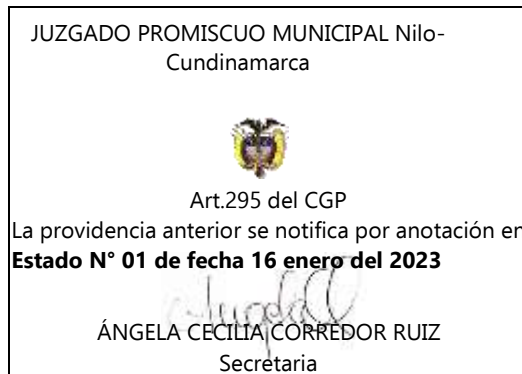 JUZGADO PROMISCUO MUNICIPAL Nilo-
Cundinamarca
Art.295 del CGP
La providencia anterior se notifica por anotación en
Estado N° 01 de fecha 16 enero del 2023
ÁNGELA CECILIA CORREDOR RUIZ
Secretaria